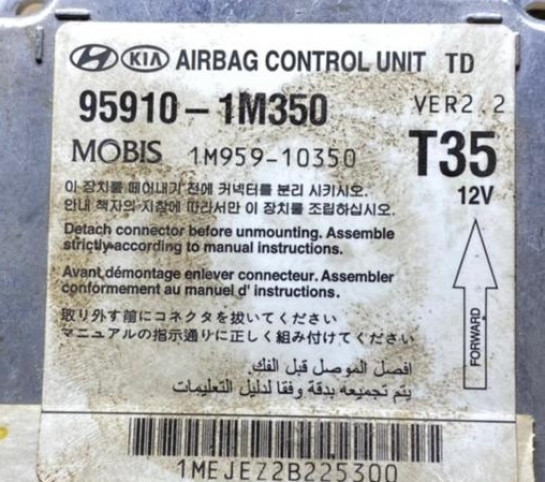 HYUNDAI KIA AIRBAG CONTROL UNIT TD
95910-1M350 VER2.2
MOBIS 1M959-10350 T35
12V
이 장치를 떼어내기 전에 커넥터를 분리 시키시오.
안내 책자의 지참에 따라서만 이 장치를 조립하십시오.
Detach connector before unmounting. Assemble
strictly according to manual instructions.
Avant démontage enlever connecteur. Assembler
conformement au manuel d' instructions.
取り外す前にコネクタを抜いてください
マニュアルの指示通りに正しく組み付けてください
افصل الموصل قبل الفك.
يتم تجميعه بدقة وفقا لدليل التعليمات
FORWARD
1MEJEZ2B225300